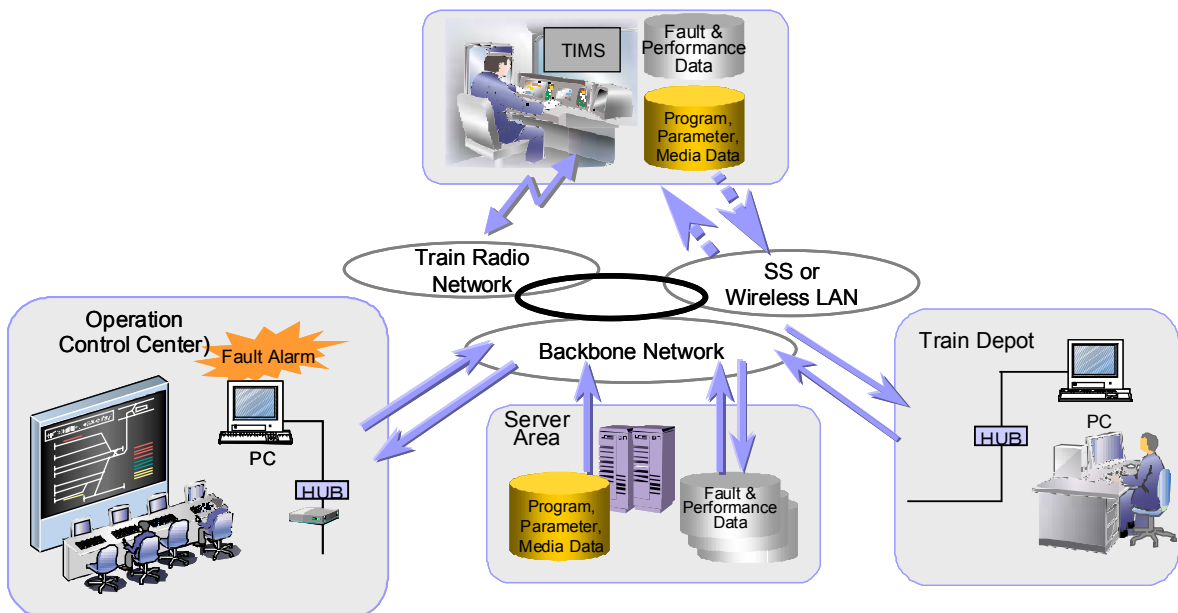 TIMS
Fault &
Performance
Data
Program,
Parameter,
Media Data
Train Radio
Network
SS or
Wireless LAN
Backbone Network
Operation
Control Center)
Fault Alarm
PC
HUB
Server
Area
Program,
Parameter,
Media Data
Fault &
Performance
Data
Train Depot
PC
HUB